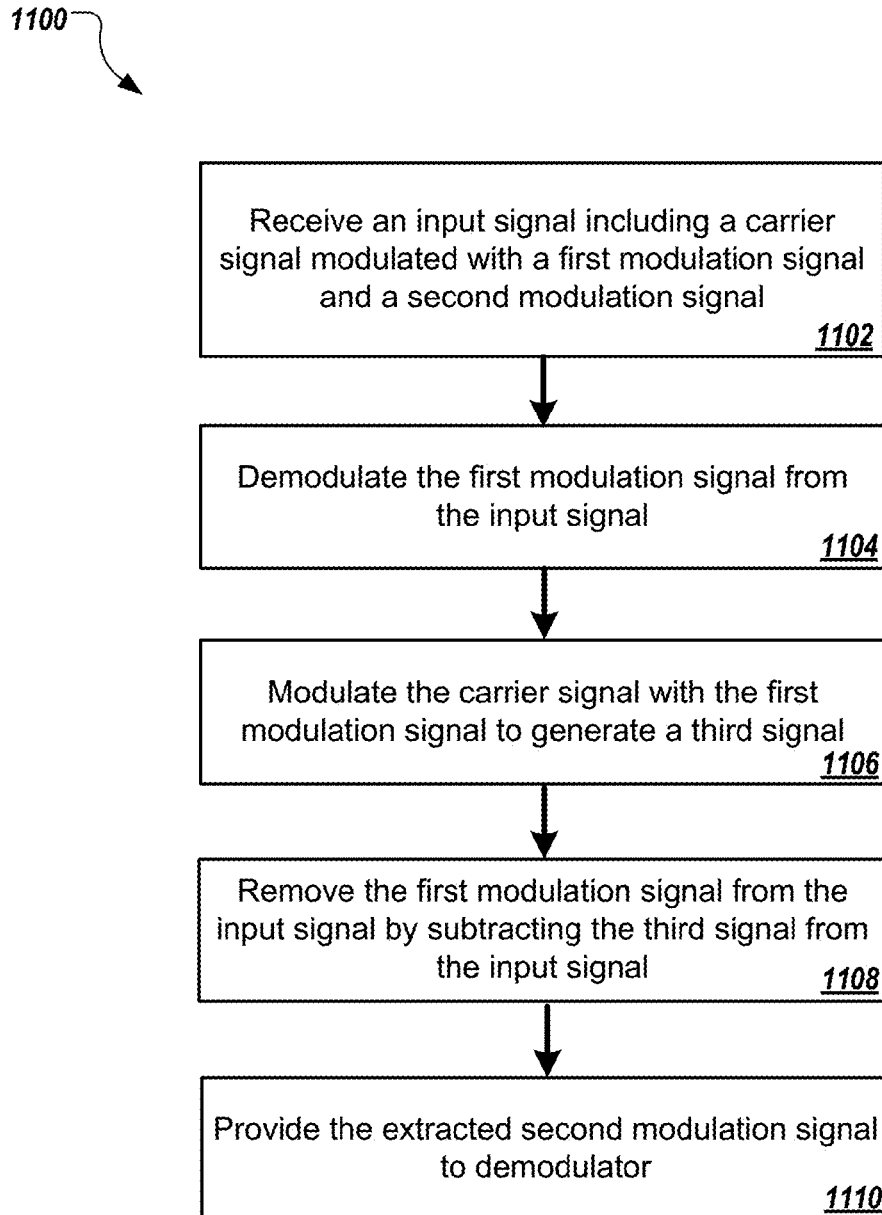 1100
Receive an input signal including a carrier
signal modulated with a first modulation signal
and a second modulation signal
1102
Demodulate the first modulation signal from
the input signal
1104
Modulate the carrier signal with the first
modulation signal to generate a third signal
1106
Remove the first modulation signal from the
input signal by subtracting the third signal from
the input signal
1108
Provide the extracted second modulation signal
to demodulator
1110